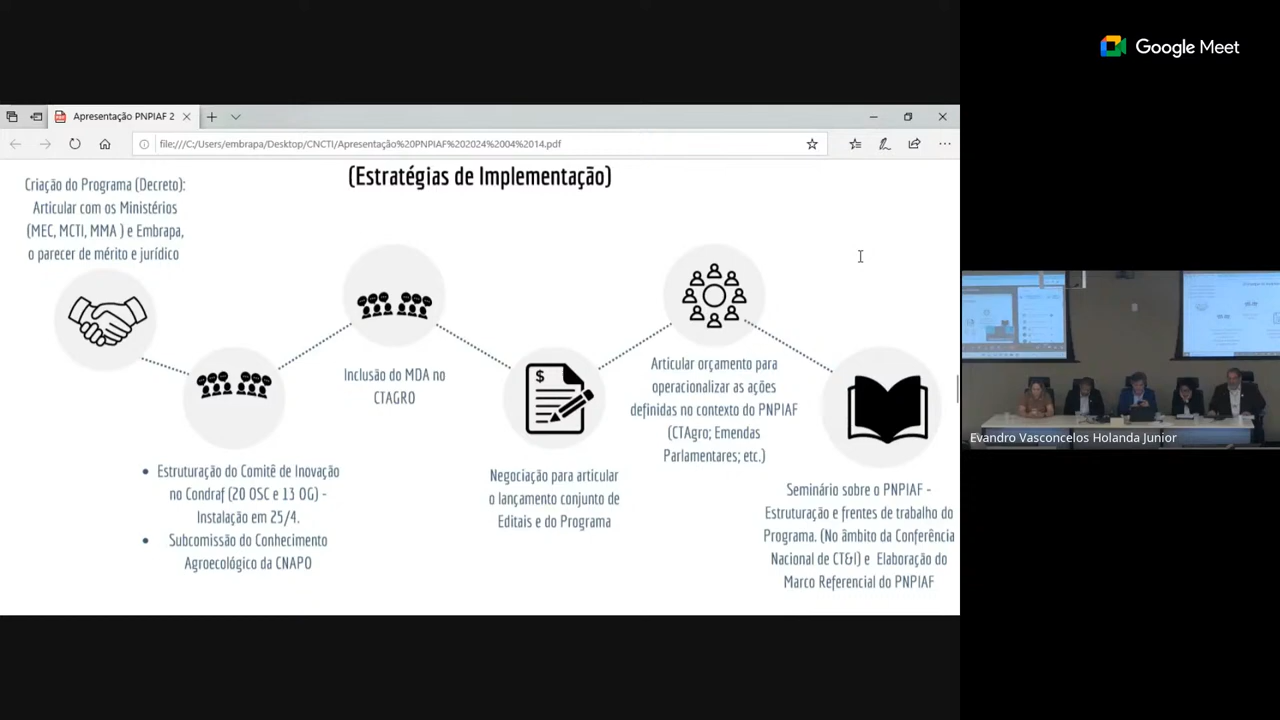 Google Meet
Apresentação PNPIAF 2
file:///C:/Users/embrapa/Desktop/CNCTI/Apresentação%20PNPIAF%202024%2004%2014.pdf
(Estratégias de Implementação)
Criação do Programa (Decreto):
Articular com os Ministérios
(MEC, MCTI, MMA ) e Embrapa,
o parecer de mérito e jurídico
• Estruturação do Comitê de Inovação
no Condraf (20 OSC e 13 OG) -
Instalação em 25/4.
• Subcomissão do Conhecimento
Agroecológico da CNAPO
Inclusão do MDA no
CTAGRO
$
Negociação para articular
o lançamento conjunto de
Editais e do Programa
Articular orçamento para
operacionalizar as ações
definidas no contexto do PNPIAF
(CTAgro; Emendas
Parlamentares; etc.)
Seminário sobre o PNPIAF -
Estruturação e frentes de trabalho do
Programa. (No âmbito da Conferência
Nacional de CT&I) e Elaboração do
Marco Referencial do PNPIAF
Evandro Vasconcelos Holanda Junior